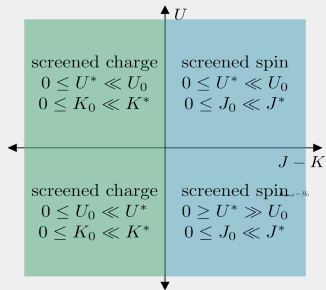 U
screened charge
0 ≤ U* ≪ U₀
0 ≤ K₀ ≪ K*
screened spin
0 ≤ U* ≪ U₀
0 ≤ J₀ ≪ J*
J − K
screened charge
0 ≤ U₀ ≪ U*
0 ≤ K₀ ≪ K*
screened spin
0 ≥ U* ≫ U₀
0 ≤ J₀ ≪ J*